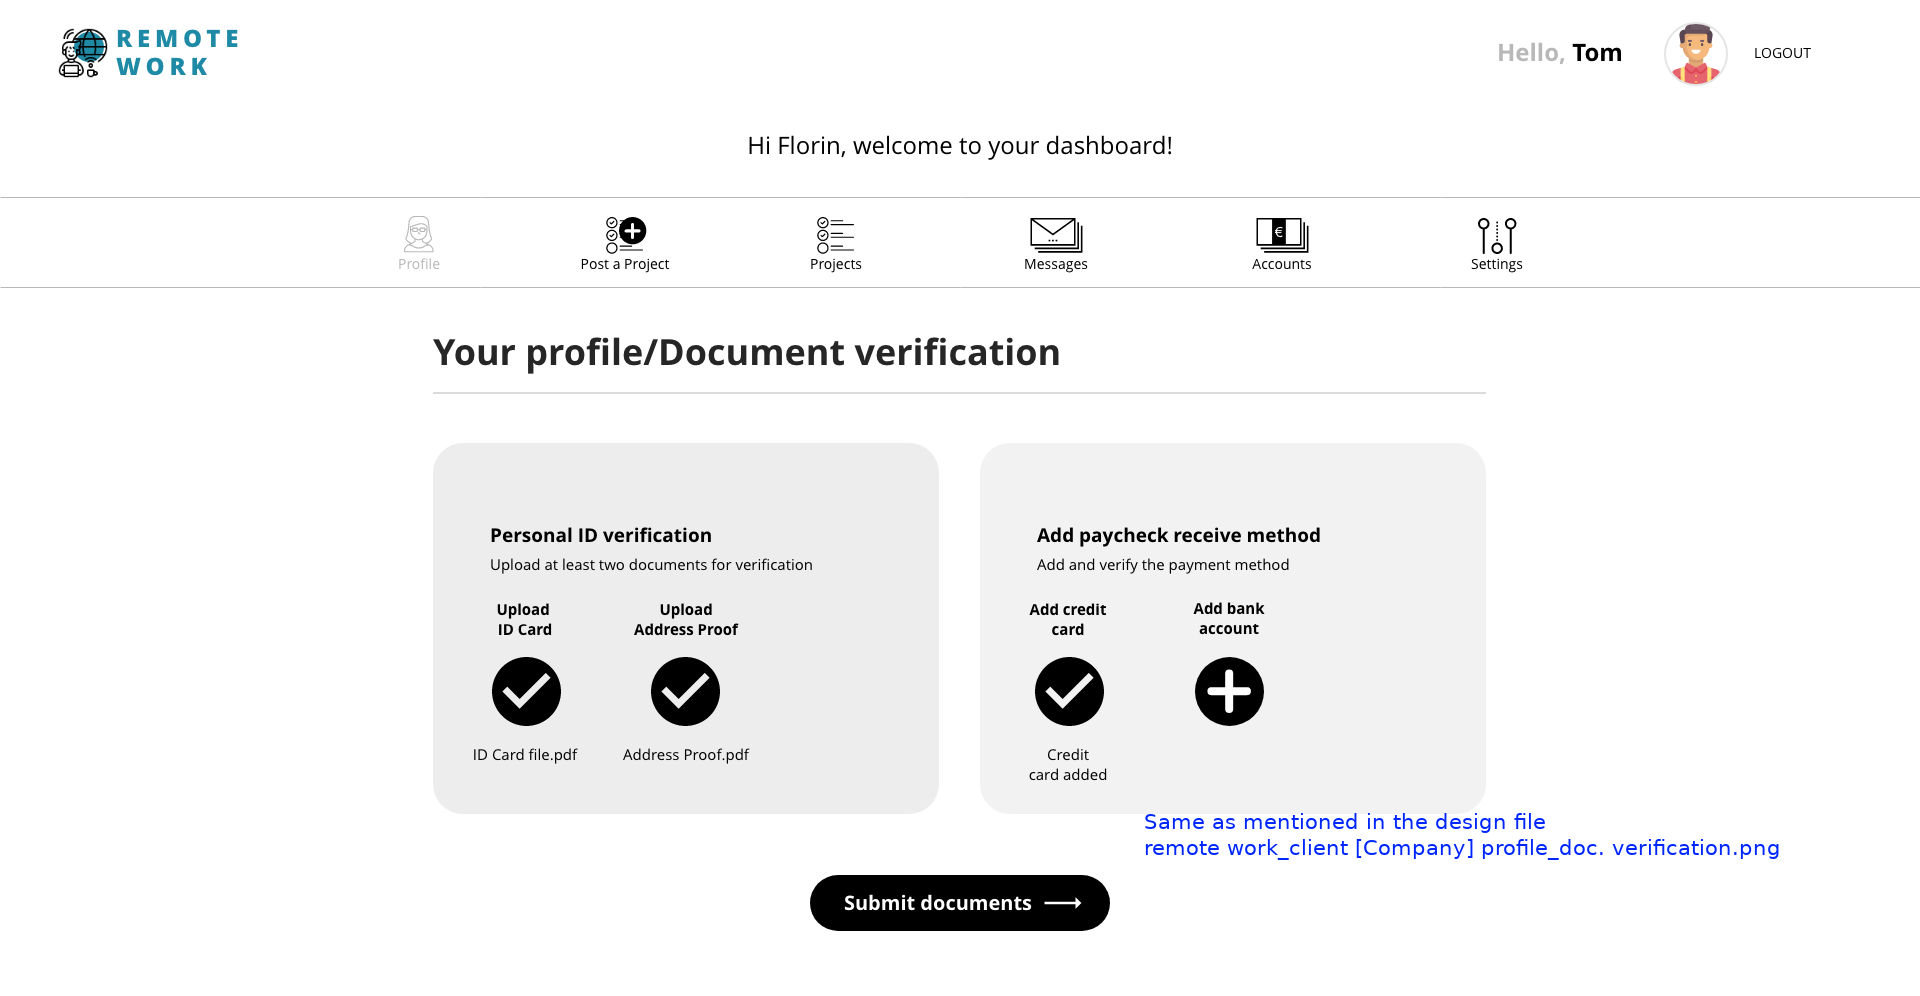 REMOTE
WORK
Hello, Tom
LOGOUT
Hi Florin, welcome to your dashboard!
Profile
Post a Project
Projects
Messages
€
Accounts
Settings
Your profile/Document verification
Personal ID verification
Upload at least two documents for verification
Upload
ID Card
Upload
Address Proof
ID Card file.pdf
Address Proof.pdf
Add paycheck receive method
Add and verify the payment method
Add credit
card
Add bank
account
Credit
card added
Same as mentioned in the design file
remote work_client [Company] profile_doc. verification.png
Submit documents